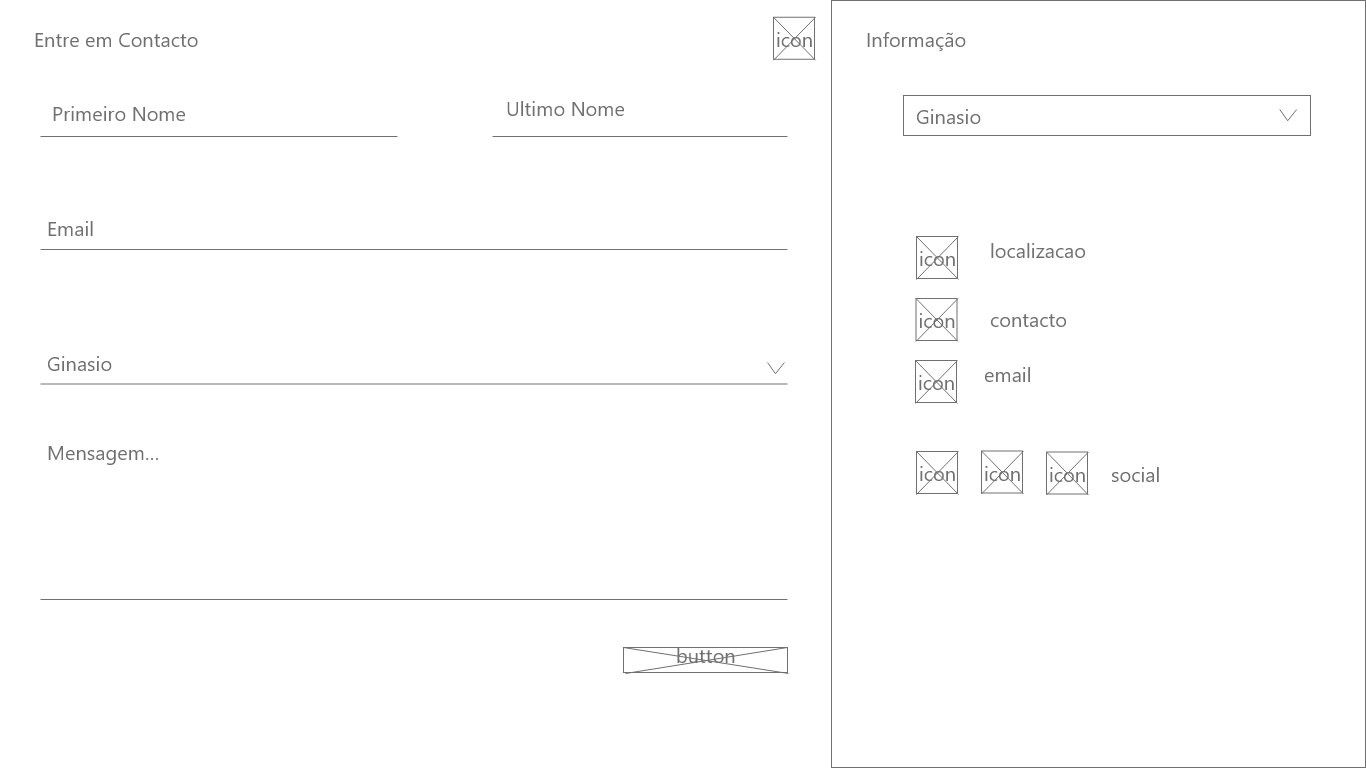 Entre em Contacto
icon
Primeiro Nome
Ultimo Nome
Email
Ginasio
Mensagem...
button
Informação
Ginasio
icon localizacao
icon contacto
icon email
icon icon icon social